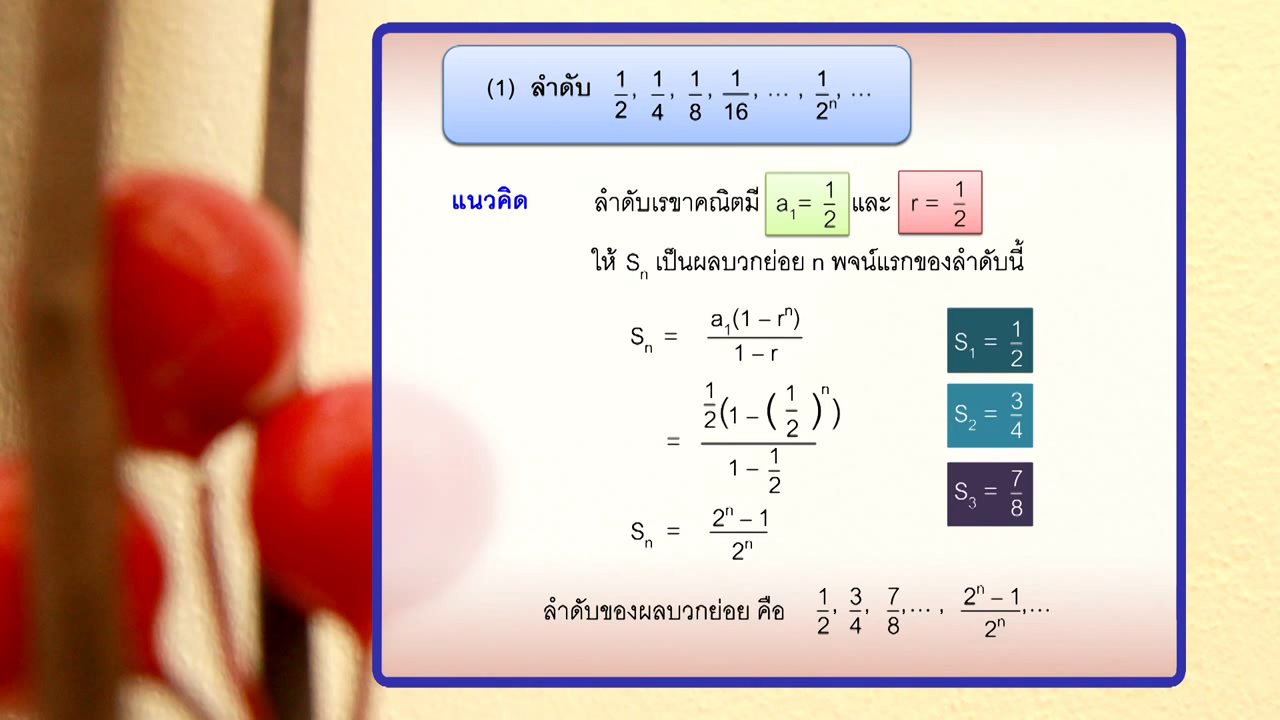 (1) ลำดับ 1/2, 1/4, 1/8, 1/16, … , 1/2ⁿ, …
แนวคิด ลำดับเรขาคณิตมี a₁= 1/2 และ r = 1/2
ให้ Sₙ เป็นผลบวกย่อย n พจน์แรกของลำดับนี้
Sₙ = a₁(1 – rⁿ) / 1 – r
S₁ = 1/2
= 1/2(1 – (1/2)ⁿ) / 1 – 1/2
S₂ = 3/4
S₃ = 7/8
Sₙ = 2ⁿ – 1 / 2ⁿ
ลำดับของผลบวกย่อย คือ 1/2, 3/4, 7/8,… , 2ⁿ – 1 / 2ⁿ,…